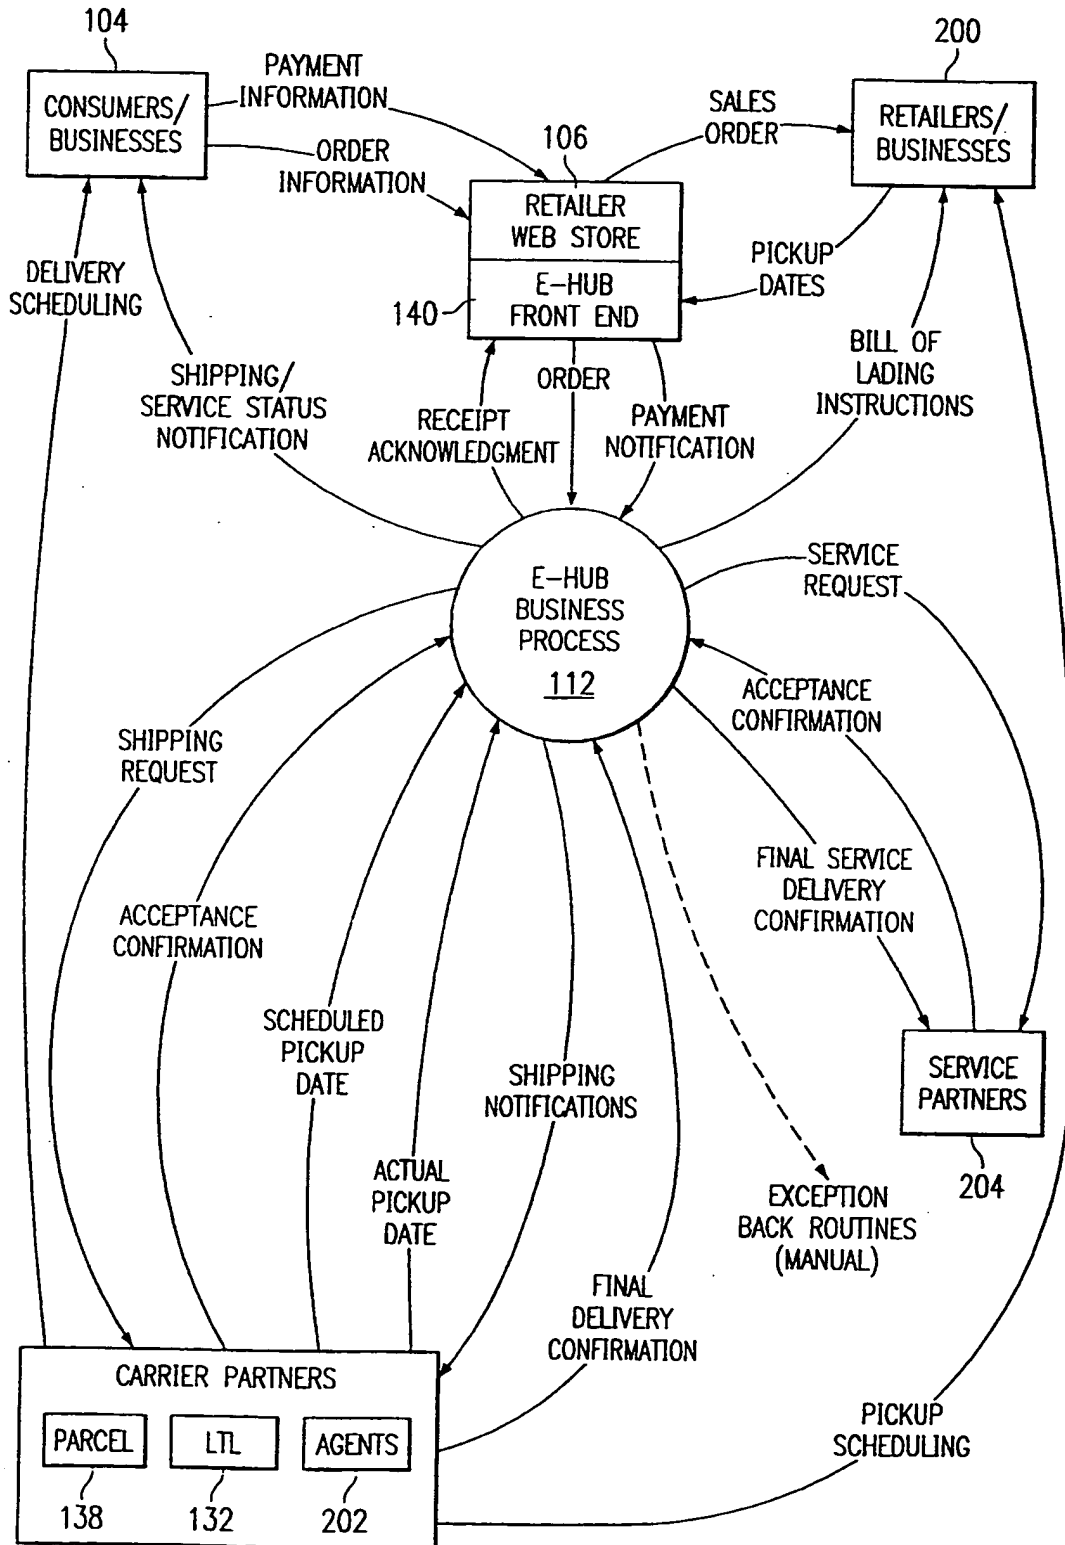 104
200
PAYMENT
INFORMATION
CONSUMERS/
BUSINESSES
SALES
ORDER
RETAILERS/
BUSINESSES
106
ORDER
INFORMATION
RETAILER
WEB STORE
E-HUB
FRONT END
140
PICKUP
DATES
DELIVERY
SCHEDULING
SHIPPING/
SERVICE STATUS
NOTIFICATION
RECEIPT
ACKNOWLEDGMENT
ORDER
PAYMENT
NOTIFICATION
BILL OF
LADING
INSTRUCTIONS
E-HUB
BUSINESS
PROCESS
112
SERVICE
REQUEST
ACCEPTANCE
CONFIRMATION
SHIPPING
REQUEST
FINAL SERVICE
DELIVERY
CONFIRMATION
ACCEPTANCE
CONFIRMATION
SCHEDULED
PICKUP
DATE
SHIPPING
NOTIFICATIONS
SERVICE
PARTNERS
204
ACTUAL
PICKUP
DATE
EXCEPTION
BACK ROUTINES
(MANUAL)
FINAL
DELIVERY
CONFIRMATION
CARRIER PARTNERS
PARCEL
LTL
AGENTS
138
132
202
PICKUP
SCHEDULING